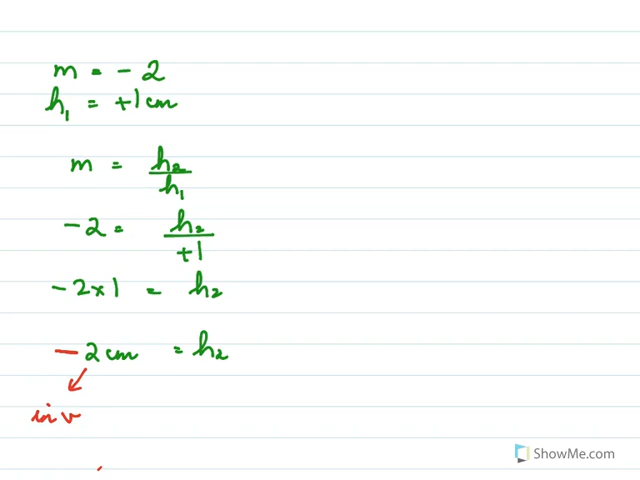 m = - 2
h₁ = +1 cm
m = h₂/h₁
-2 = h₂/+1
-2×1 = h₂
-2 cm = h₂
inv
ShowMe.com